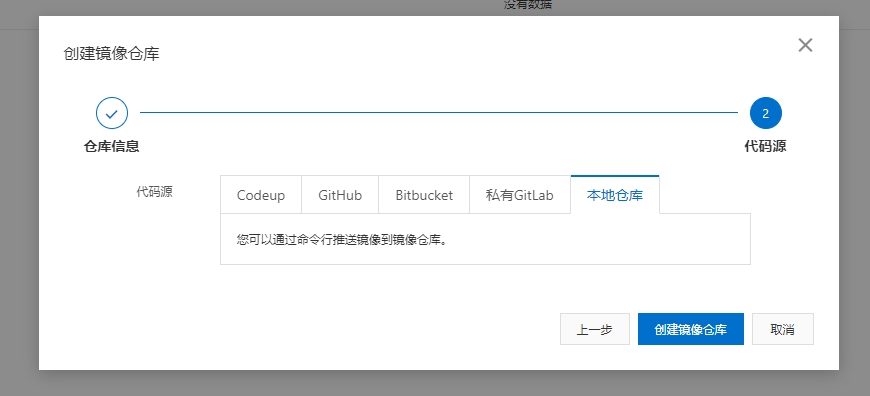 没有数据
创建镜像仓库
2
仓库信息
代码源
代码源
Codeup
GitHub
Bitbucket
私有GitLab
本地仓库
您可以通过命令行推送镜像到镜像仓库。
上一步
创建镜像仓库
取消